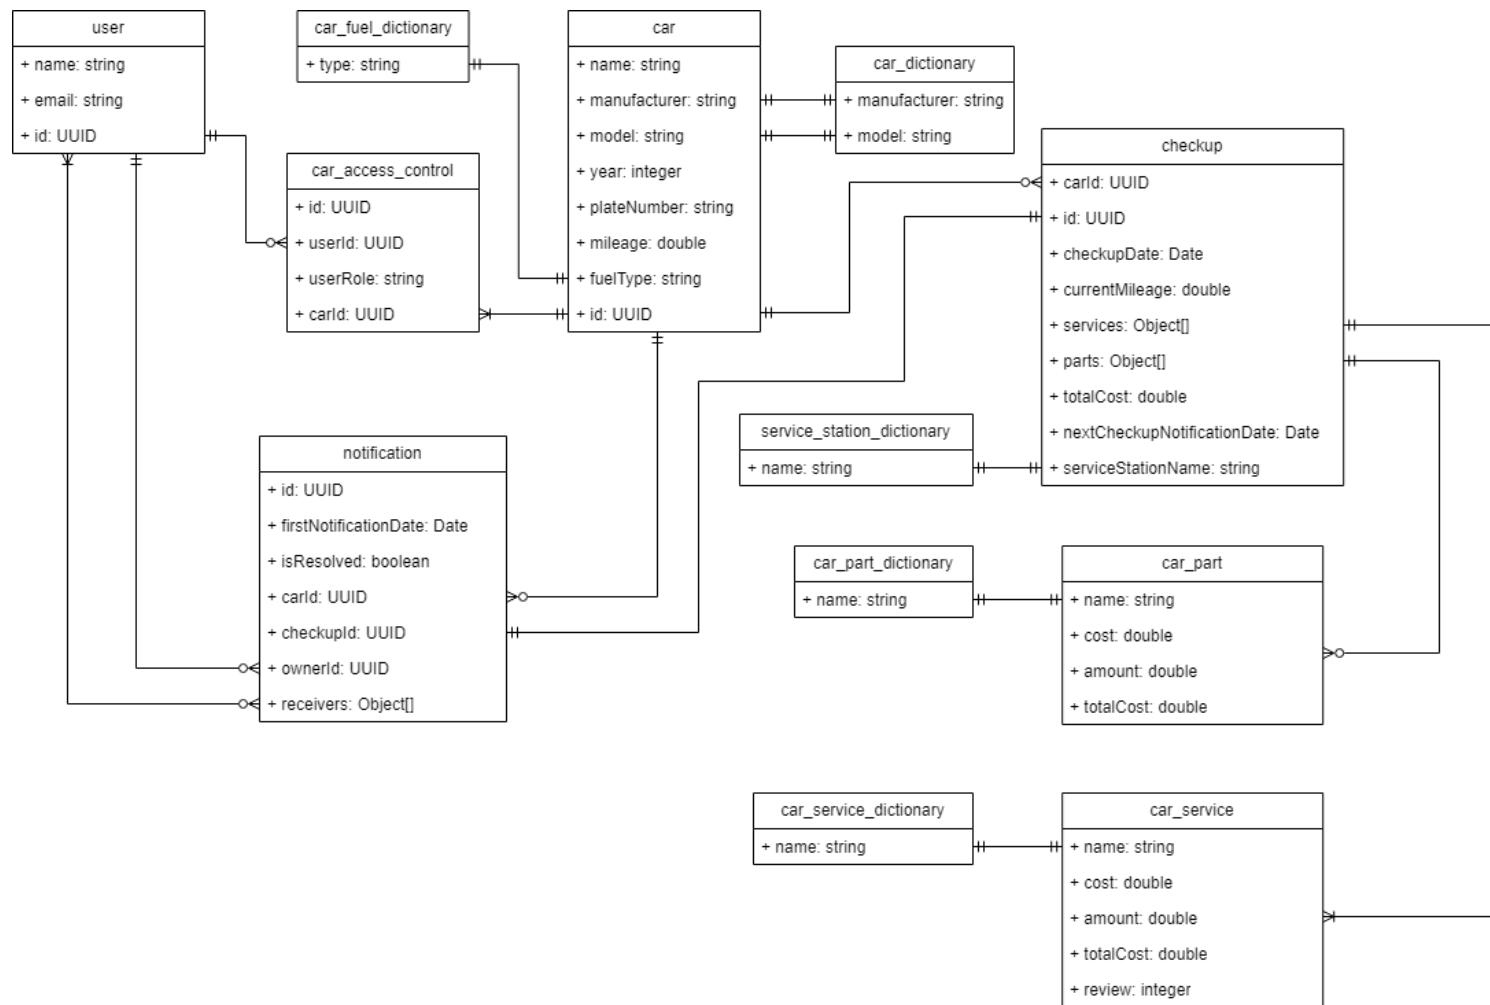 user
+ name: string
+ email: string
+ id: UUID
car_fuel_dictionary
+ type: string
car
+ name: string
+ manufacturer: string
+ model: string
+ year: integer
+ plateNumber: string
+ mileage: double
+ fuelType: string
+ id: UUID
car_dictionary
+ manufacturer: string
+ model: string
car_access_control
+ id: UUID
+ userId: UUID
+ userRole: string
+ carId: UUID
checkup
+ carId: UUID
+ id: UUID
+ checkupDate: Date
+ currentMileage: double
+ services: Object[]
+ parts: Object[]
+ totalCost: double
+ nextCheckupNotificationDate: Date
+ serviceStationName: string
service_station_dictionary
+ name: string
notification
+ id: UUID
+ firstNotificationDate: Date
+ isResolved: boolean
+ carId: UUID
+ checkupId: UUID
+ ownerId: UUID
+ receivers: Object[]
car_part_dictionary
+ name: string
car_part
+ name: string
+ cost: double
+ amount: double
+ totalCost: double
car_service_dictionary
+ name: string
car_service
+ name: string
+ cost: double
+ amount: double
+ totalCost: double
+ review: integer